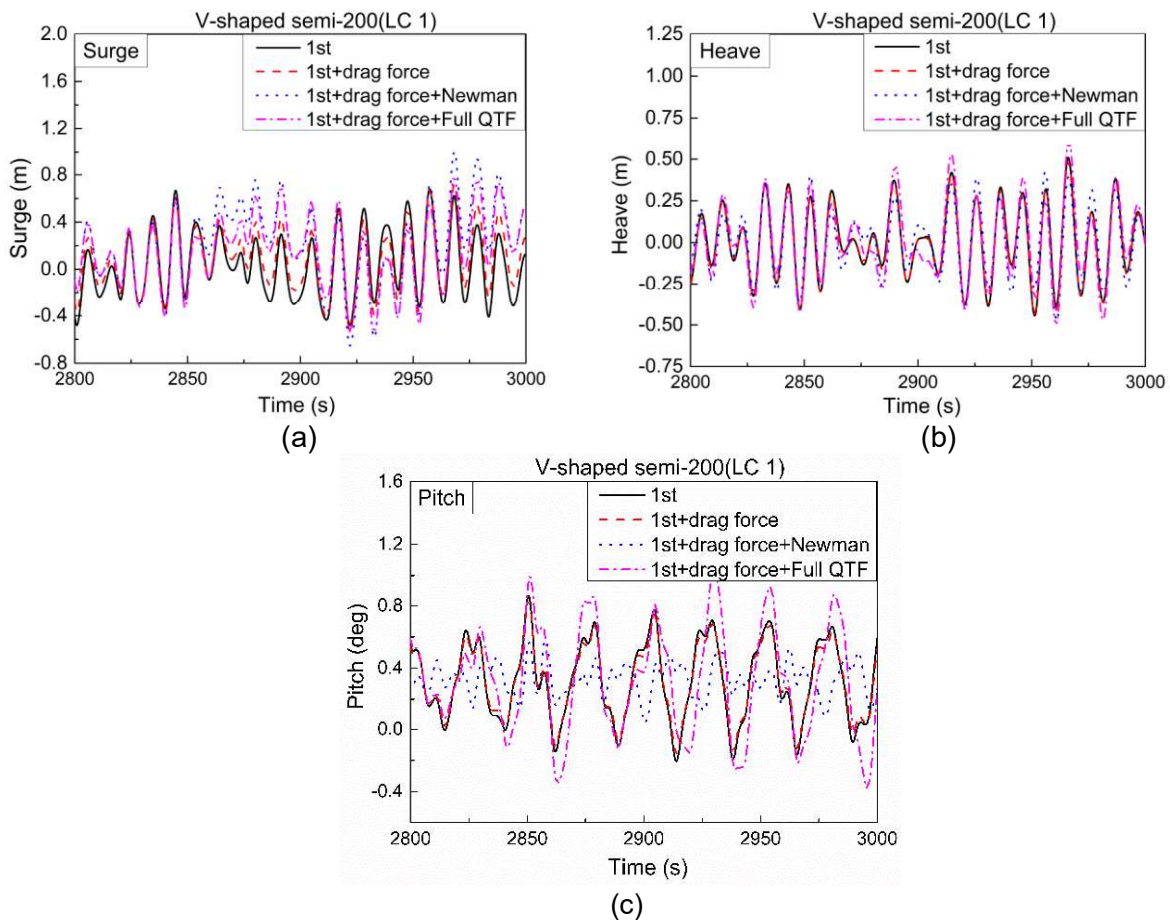 V-shaped semi-200(LC 1)
Surge
1st
1st+drag force
1st+drag force+Newman
1st+drag force+Full QTF
2.0
1.6
1.2
0.8
0.4
0.0
-0.4
-0.8
Surge (m)
2800 2850 2900 2950 3000
Time (s)
(a)
V-shaped semi-200(LC 1)
Heave
1st
1st+drag force
1st+drag force+Newman
1st+drag force+Full QTF
1.25
1.00
0.75
0.50
0.25
0.00
-0.25
-0.50
-0.75
Heave (m)
2800 2850 2900 2950 3000
Time (s)
(b)
V-shaped semi-200(LC 1)
Pitch
1st
1st+drag force
1st+drag force+Newman
1st+drag force+Full QTF
1.6
1.2
0.8
0.4
0.0
-0.4
Pitch (deg)
2800 2850 2900 2950 3000
Time (s)
(c)